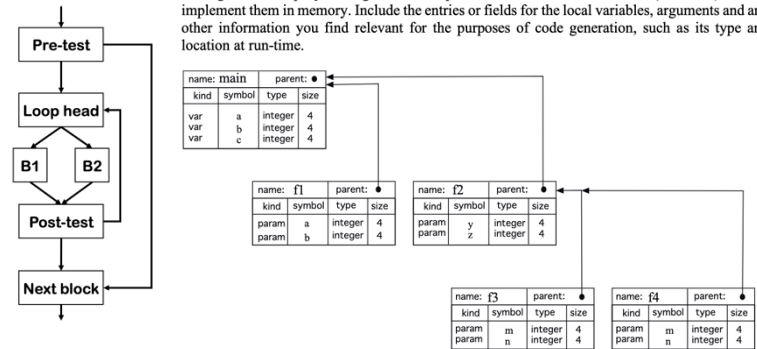 implement them in memory. Include the entries or fields for the local variables, arguments and
other information you find relevant for the purposes of code generation, such as its type
location at run-time.
Pre-test
Loop head
B1 B2
Post-test
Next block
name: main parent:
kind symbol type size
var a integer 4
var b integer 4
var c integer 4
name: f1 parent:
kind symbol type size
param a integer 4
param b integer 4
name: f2 parent:
kind symbol type size
param y integer 4
param z integer 4
name: f3 parent:
kind symbol type size
param m integer 4
param n integer 4
name: f4 parent:
kind symbol type size
param m integer 4
param n integer 4